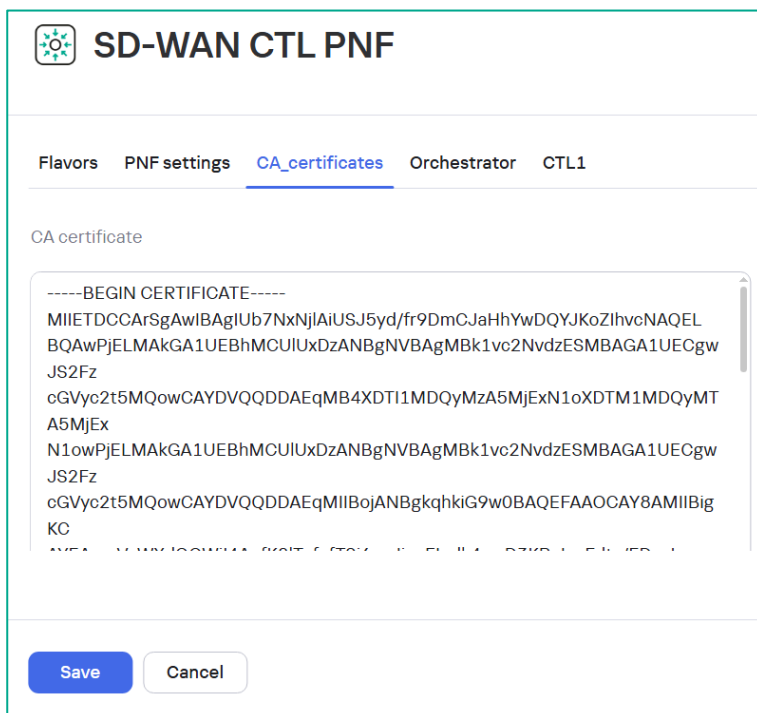 SD-WAN CTL PNF
Flavors PNF settings CA_certificates Orchestrator CTL1
CA certificate
-----BEGIN CERTIFICATE-----
MIIETDCCArSgAwIBAgIUb7NxNjlAiUSJ5yd/fr9DmCJaHhYwDQYJKoZIhvcNAQEL
BQAwPjELMAkGA1UEBhMCUlUxDzANBgNVBAgMBk1vc2NvdzESMBAGA1UECgw
JS2Fz
cGVyc2t5MQowCAYDVQQDDAEqMB4XDTI1MDQyMzA5MjExN1oXDTM1MDQyMT
A5MjEx
N1owPjELMAkGA1UEBhMCUlUxDzANBgNVBAgMBk1vc2NvdzESMBAGA1UECgw
JS2Fz
cGVyc2t5MQowCAYDVQQDDAEqMIIBojANBgkqhkiG9w0BAQEFAAOCAY8AMIIBig
KC
Save Cancel